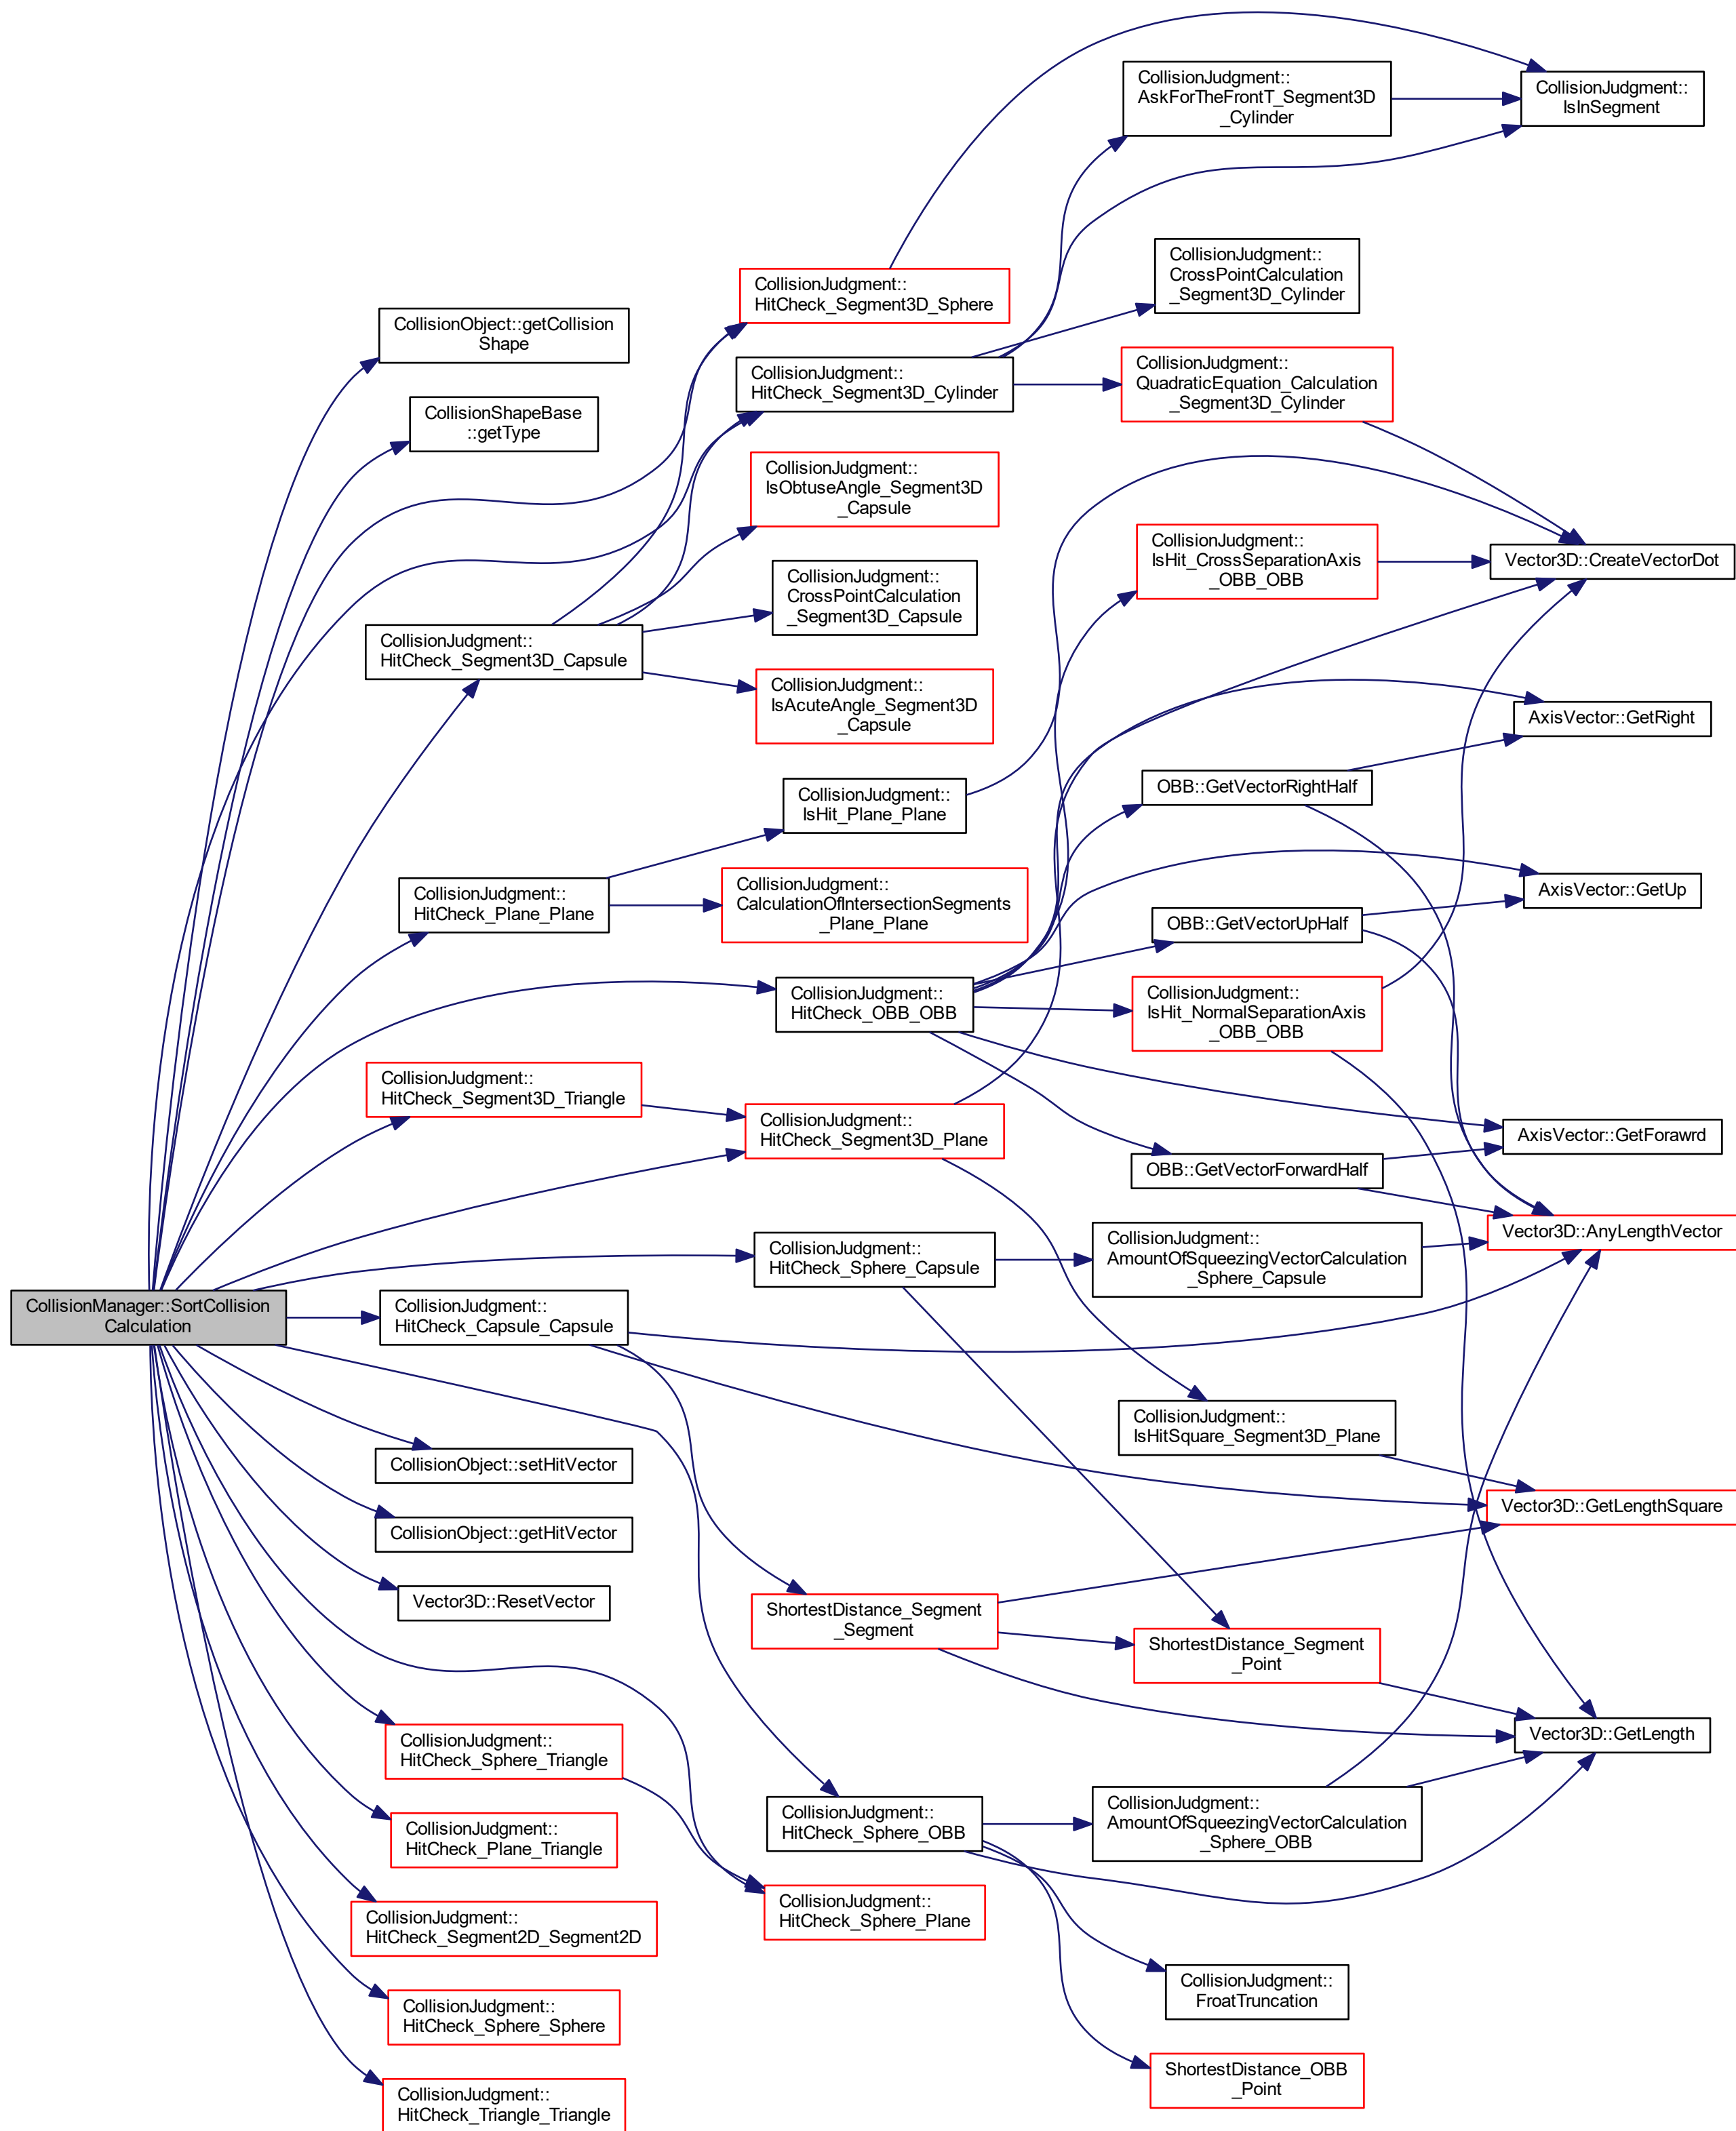 CollisionJudgment::
AskForTheFrontT_Segment3D
_Cylinder
CollisionJudgment::
IsInSegment
CollisionJudgment::
CrossPointCalculation
_Segment3D_Cylinder
CollisionJudgment::
HitCheck_Segment3D_Sphere
CollisionObject::getCollision
Shape
CollisionJudgment::
HitCheck_Segment3D_Cylinder
CollisionJudgment::
QuadraticEquation_Calculation
_Segment3D_Cylinder
CollisionShapeBase
::getType
CollisionJudgment::
IsObtuseAngle_Segment3D
_Capsule
CollisionJudgment::
IsHit_CrossSeparationAxis
_OBB_OBB
Vector3D::CreateVectorDot
CollisionJudgment::
CrossPointCalculation
_Segment3D_Capsule
CollisionJudgment::
HitCheck_Segment3D_Capsule
CollisionJudgment::
IsAcuteAngle_Segment3D
_Capsule
AxisVector::GetRight
OBB::GetVectorRightHalf
CollisionJudgment::
IsHit_Plane_Plane
CollisionJudgment::
HitCheck_Plane_Plane
CollisionJudgment::
CalculationOfIntersectionSegments
_Plane_Plane
AxisVector::GetUp
OBB::GetVectorUpHalf
CollisionJudgment::
HitCheck_OBB_OBB
CollisionJudgment::
IsHit_NormalSeparationAxis
_OBB_OBB
CollisionJudgment::
HitCheck_Segment3D_Triangle
CollisionJudgment::
HitCheck_Segment3D_Plane
AxisVector::GetForawrd
OBB::GetVectorForwardHalf
Vector3D::AnyLengthVector
CollisionJudgment::
HitCheck_Sphere_Capsule
CollisionJudgment::
AmountOfSqueezingVectorCalculation
_Sphere_Capsule
CollisionManager::SortCollision
Calculation
CollisionJudgment::
HitCheck_Capsule_Capsule
CollisionJudgment::
IsHitSquare_Segment3D_Plane
CollisionObject::setHitVector
Vector3D::GetLengthSquare
CollisionObject::getHitVector
Vector3D::ResetVector
ShortestDistance_Segment
_Segment
ShortestDistance_Segment
_Point
Vector3D::GetLength
CollisionJudgment::
HitCheck_Sphere_Triangle
CollisionJudgment::
HitCheck_Sphere_OBB
CollisionJudgment::
AmountOfSqueezingVectorCalculation
_Sphere_OBB
CollisionJudgment::
HitCheck_Plane_Triangle
CollisionJudgment::
HitCheck_Sphere_Plane
CollisionJudgment::
HitCheck_Segment2D_Segment2D
CollisionJudgment::
FroatTruncation
CollisionJudgment::
HitCheck_Sphere_Sphere
ShortestDistance_OBB
_Point
CollisionJudgment::
HitCheck_Triangle_Triangle